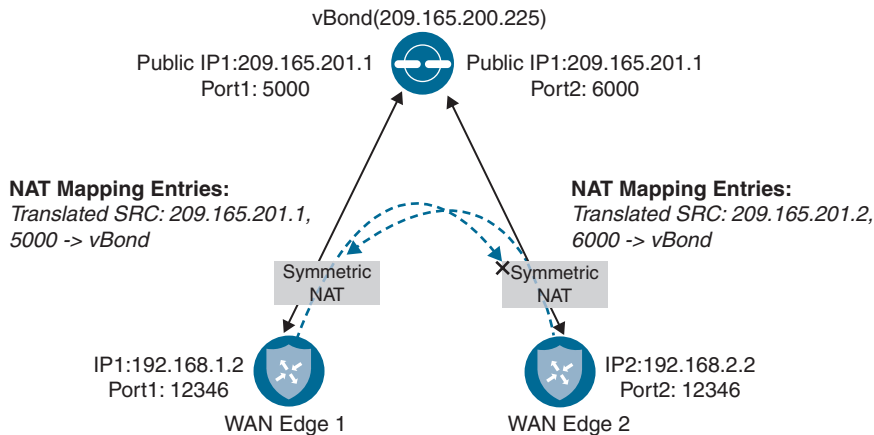 vBond(209.165.200.225)
Public IP1:209.165.201.1
Port1: 5000
Public IP1:209.165.201.1
Port2: 6000
NAT Mapping Entries:
Translated SRC: 209.165.201.1,
5000 -> vBond
NAT Mapping Entries:
Translated SRC: 209.165.201.2,
6000 -> vBond
Symmetric
NAT
Symmetric
NAT
IP1:192.168.1.2
Port1: 12346
IP2:192.168.2.2
Port2: 12346
WAN Edge 1
WAN Edge 2